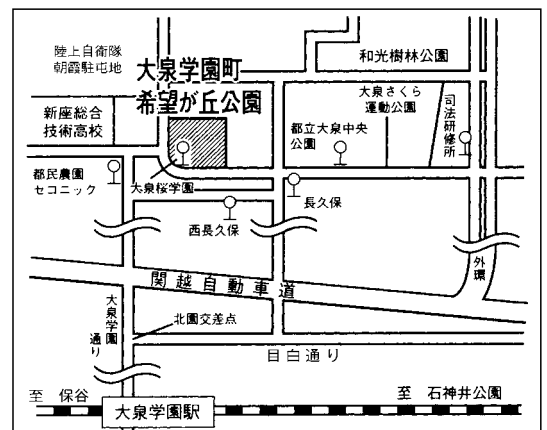 陸上自衛隊
朝霞駐屯地
大泉学園町
希望が丘公園
和光樹林公園
新座総合
技術高校
大泉さくら
運動公園
都立大泉中央
公園
司法研修所
都民農園
セコニック
大泉桜学園
西長久保
長久保
関越自動車道
外環
大泉学園
通り
北園交差点
目白通り
至 保谷
大泉学園駅
至 石神井公園